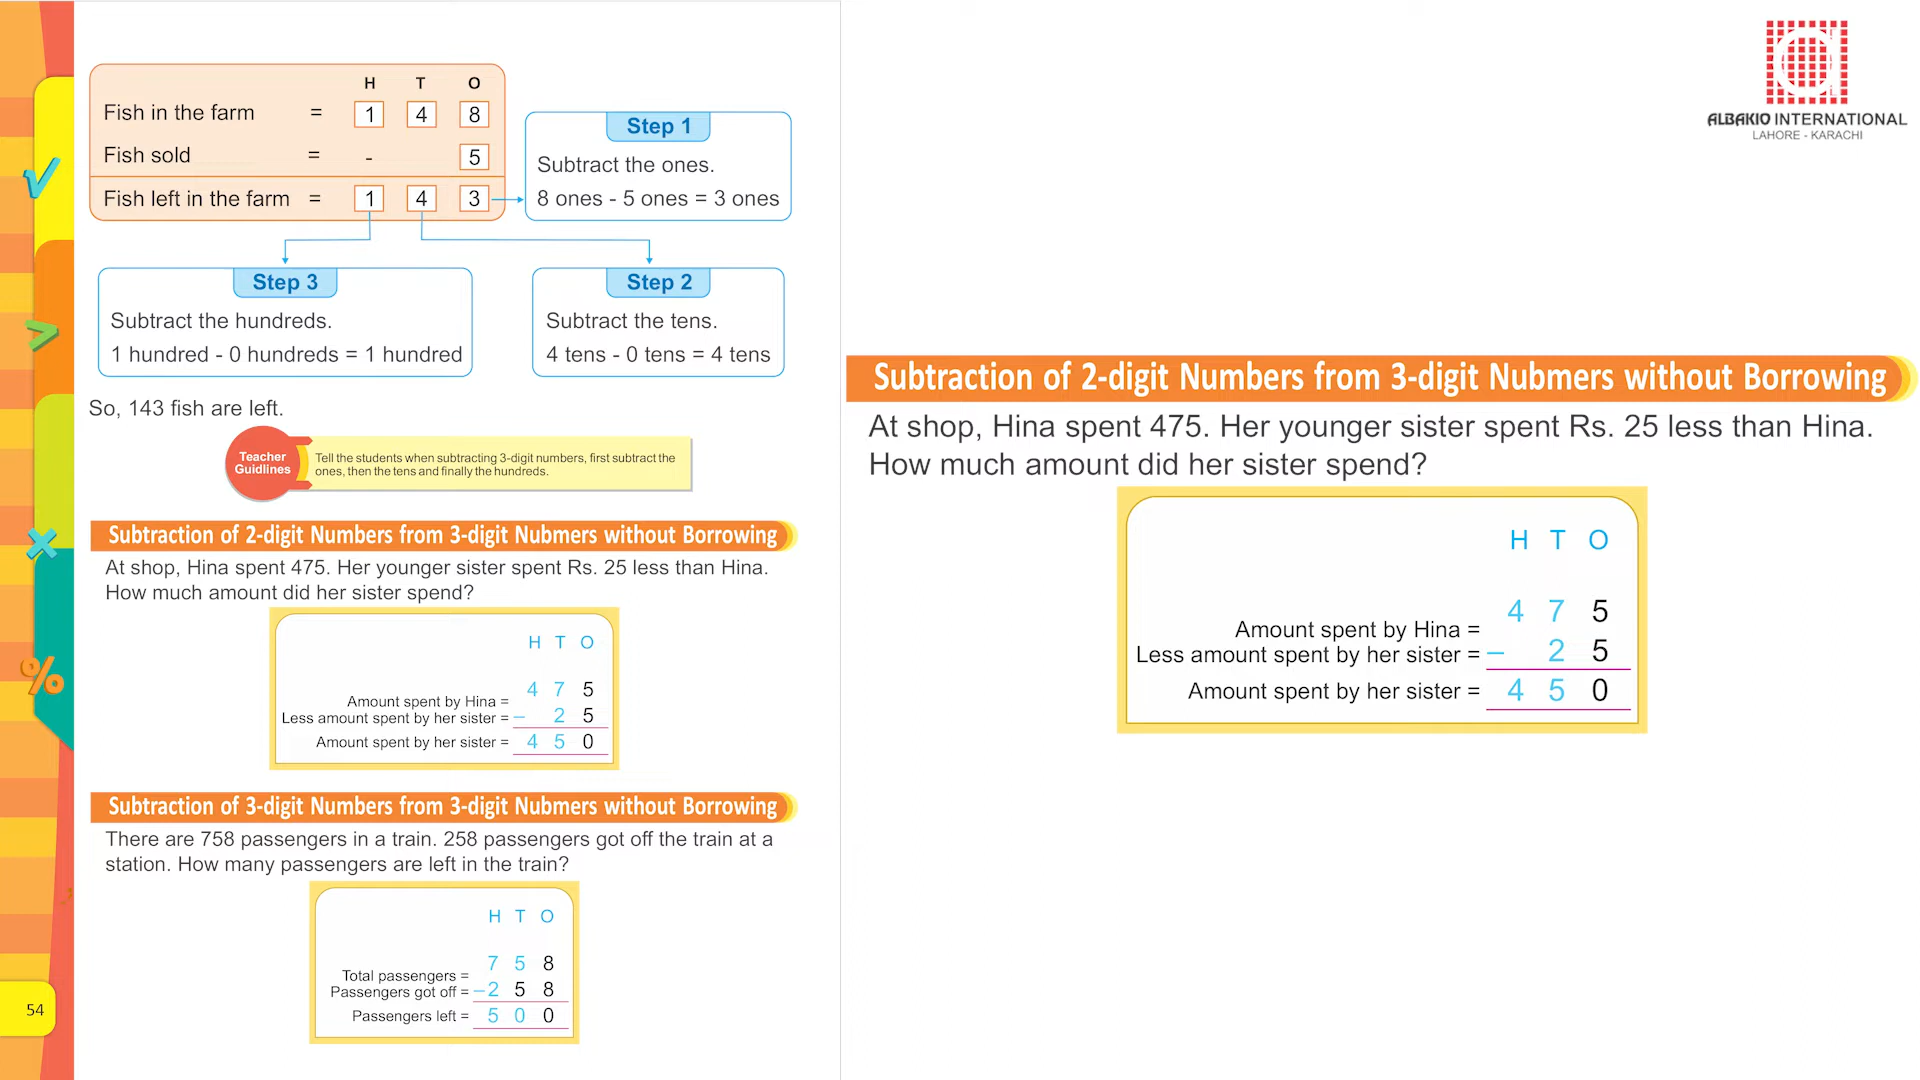 H T O
Fish in the farm = 1 4 8
Fish sold = - 5
Fish left in the farm = 1 4 3
Step 1
Subtract the ones.
8 ones - 5 ones = 3 ones
Step 3
Subtract the hundreds.
1 hundred - 0 hundreds = 1 hundred
Step 2
Subtract the tens.
4 tens - 0 tens = 4 tens
So, 143 fish are left.
Teacher
Guidlines
Tell the students when subtracting 3-digit numbers, first subtract the
ones, then the tens and finally the hundreds.
Subtraction of 2-digit Numbers from 3-digit Nubmers without Borrowing
At shop, Hina spent 475. Her younger sister spent Rs. 25 less than Hina.
How much amount did her sister spend?
H T O
Amount spent by Hina = 4 7 5
Less amount spent by her sister = – 2 5
Amount spent by her sister = 4 5 0
Subtraction of 3-digit Numbers from 3-digit Nubmers without Borrowing
There are 758 passengers in a train. 258 passengers got off the train at a
station. How many passengers are left in the train?
H T O
Total passengers = 7 5 8
Passengers got off = –2 5 8
Passengers left = 5 0 0
54
√
>
×
%
ALBAKIO INTERNATIONAL
LAHORE - KARACHI
Subtraction of 2-digit Numbers from 3-digit Nubmers without Borrowing
At shop, Hina spent 475. Her younger sister spent Rs. 25 less than Hina.
How much amount did her sister spend?
H T O
Amount spent by Hina = 4 7 5
Less amount spent by her sister = – 2 5
Amount spent by her sister = 4 5 0